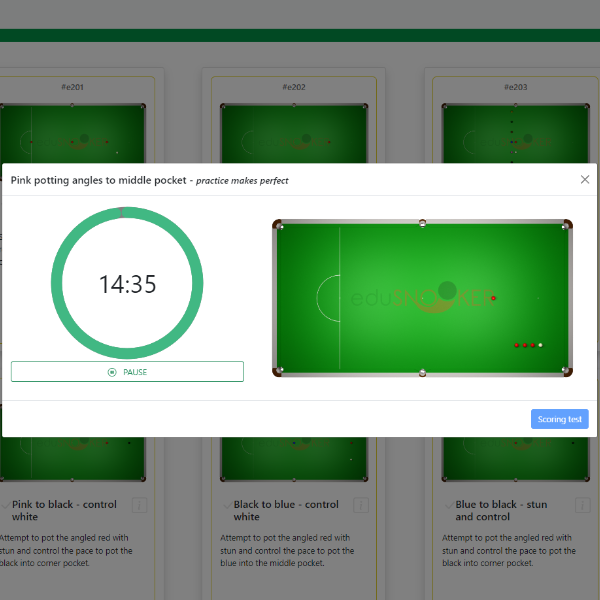 #e201
#e202
#e203
Pink potting angles to middle pocket - practice makes perfect
14:35
PAUSE
eduSNOOKER
Scoring test
Pink to black - control
white
Attempt to pot the angled red with
stun and control the pace to pot the
black into corner pocket.
Black to blue - control
white
Attempt to pot the angled red with
stun and control the pace to pot the
blue into the middle pocket.
Blue to black - stun
and control
Attempt to pot the angled red with
stun and control the pace to pot the
black into corner pocket.